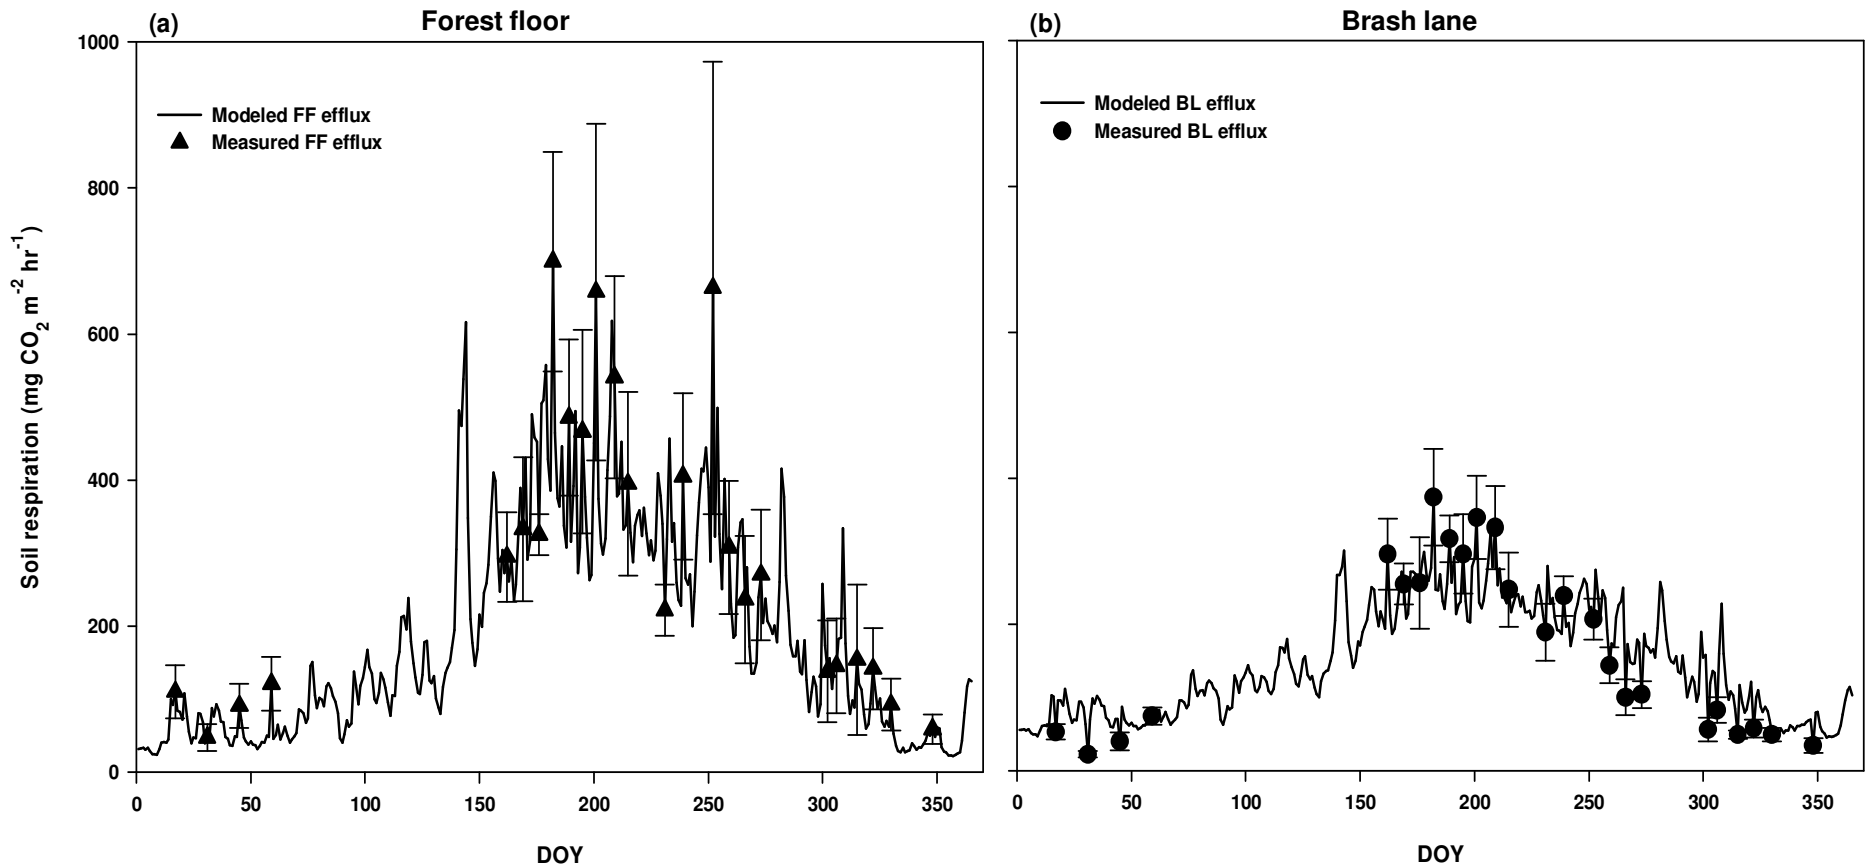 (a) Forest floor
Modeled FF efflux
Measured FF efflux
1000
800
600
400
200
0
Soil respiration (mg CO2 m-2 hr-1)
0 50 100 150 200 250 300 350
DOY
(b) Brash lane
Modeled BL efflux
Measured BL efflux
0 50 100 150 200 250 300 350
DOY